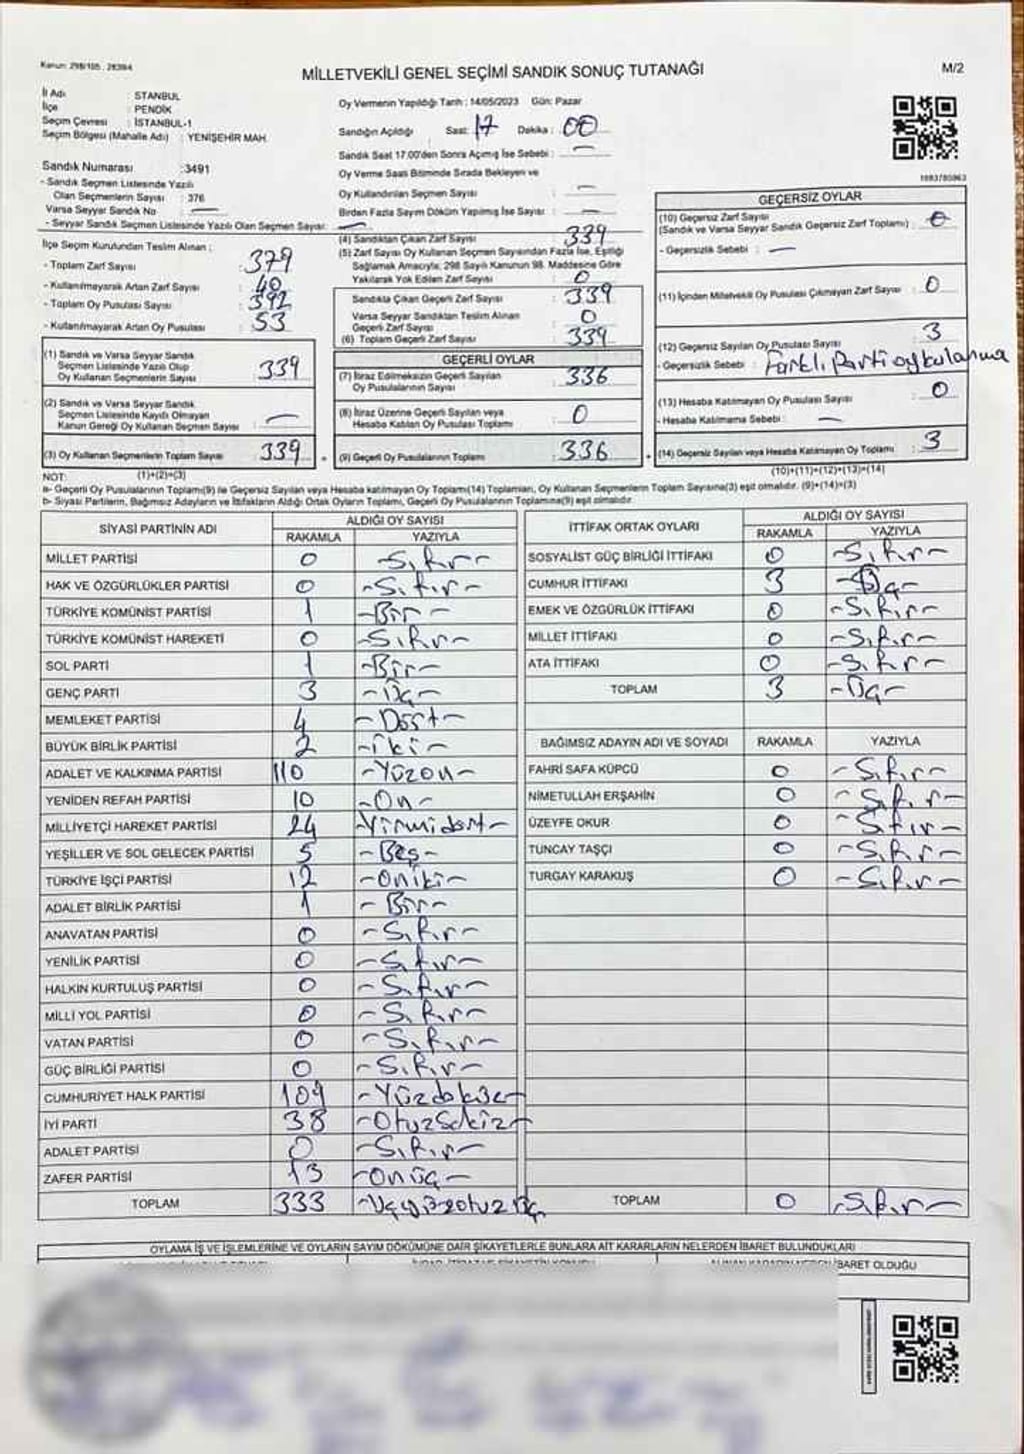 Kanun: 298/105 , 26394
MİLLETVEKİLİ GENEL SEÇİMİ SANDIK SONUÇ TUTANAĞI
M/2
İl Adı : İSTANBUL
İlçe : PENDİK
Seçim Çevresi : İSTANBUL-1
Seçim Bölgesi (Mahalle Adı) : YENİŞEHİR MAH.
Sandık Numarası :3491
- Sandık Seçmen Listesinde Yazılı
Olan Seçmenlerin Sayısı : 376
Varsa Seyyar Sandık No : —
- Seyyar Sandık Seçmen Listesinde Yazılı Olan Seçmen Sayısı: —
Oy Vermenin Yapıldığı Tarih : 14/05/2023 Gün: Pazar
Sandığın Açıldığı Saat: 17 Dakika : 00
Sandık Saat 17.00'den Sonra Açılmış İse Sebebi : —
Oy Verme Saati Bitiminde Sırada Bekleyen ve
Oy Kullandırılan Seçmen Sayısı : —
Birden Fazla Sayım Döküm Yapılmış İse Sayısı : —
İlçe Seçim Kurulundan Teslim Alınan :
- Toplam Zarf Sayısı : 379
- Kullanılmayarak Artan Zarf Sayısı : 40
- Toplam Oy Pusulası Sayısı : 392
- Kullanılmayarak Artan Oy Pusulası : 53
(4) Sandıktan Çıkan Zarf Sayısı : 339
(5) Zarf Sayısı Oy Kullanan Seçmen Sayısından Fazla İse, Eşitliği
Sağlamak Amacıyla, 298 Sayılı Kanunun 98. Maddesine Göre
Yakılarak Yok Edilen Zarf Sayısı : 0
Sandıkta Çıkan Geçerli Zarf Sayısı : 339
Varsa Seyyar Sandıktan Teslim Alınan
Geçerli Zarf Sayısı : 0
(6) Toplam Geçerli Zarf Sayısı : 339
GEÇERSİZ OYLAR
(10) Geçersiz Zarf Sayısı
(Sandık ve Varsa Seyyar Sandık Geçersiz Zarf Toplamı) : 0
- Geçersizlik Sebebi : —
(11) İçinden Milletvekili Oy Pusulası Çıkmayan Zarf Sayısı : 0
(12) Geçersiz Sayılan Oy Pusulası Sayısı : 3
- Geçersizlik Sebebi : Farklı Parti oy kullanma
(13) Hesaba Katılmayan Oy Pusulası Sayısı : 0
- Hesaba Katılmama Sebebi : —
(14) Geçersiz Sayılan veya Hesaba Katılmayan Oy Toplamı : 3
(10)+(11)+(12)+(13)=(14)
(1) Sandık ve Varsa Seyyar Sandık
Seçmen Listesinde Yazılı Olup
Oy Kullanan Seçmenlerin Sayısı : 339
(2) Sandık ve Varsa Seyyar Sandık
Seçmen Listesinde Kaydı Olmayan
Kanun Gereği Oy Kullanan Seçmen Sayısı : —
(3) Oy Kullanan Seçmenlerin Toplam Sayısı : 339
(1)+(2)=(3)
GEÇERLİ OYLAR
(7) İtiraz Edilmeksizin Geçerli Sayılan
Oy Pusulalarının Sayısı : 336
(8) İtiraz Üzerine Geçerli Sayılan veya
Hesaba Katılan Oy Pusulası Toplamı : 0
(9) Geçerli Oy Pusulalarının Toplamı : 336
NOT:
a- Geçerli Oy Pusulalarının Toplamı(9) ile Geçersiz Sayılan veya Hesaba katılmayan Oy Toplamı(14) Toplamları, Oy Kullanan Seçmenlerin Toplam Sayısına(3) eşit olmalıdır. (9)+(14)=(3)
b- Siyasi Partilerin, Bağımsız Adayların ve İttifakların Aldığı Ortak Oyların Toplamı, Geçerli Oy Pusulalarının Toplamına(9) eşit olmalıdır.
SİYASİ PARTİNİN ADI ALDIĞI OY SAYISI
RAKAMLA YAZIYLA
MİLLET PARTİSİ 0 -Sıfır-
HAK VE ÖZGÜRLÜKLER PARTİSİ 0 -Sıfır-
TÜRKİYE KOMÜNİST PARTİSİ 1 -Bir-
TÜRKİYE KOMÜNİST HAREKETİ 0 -Sıfır-
SOL PARTİ 1 -Bir-
GENÇ PARTİ 3 -Üç-
MEMLEKET PARTİSİ 4 -Dört-
BÜYÜK BİRLİK PARTİSİ 2 -İki-
ADALET VE KALKINMA PARTİSİ 110 -Yüzon-
YENİDEN REFAH PARTİSİ 10 -On-
MİLLİYETÇİ HAREKET PARTİSİ 24 -Yirmidört-
YEŞİLLER VE SOL GELECEK PARTİSİ 5 -Beş-
TÜRKİYE İŞÇİ PARTİSİ 12 -Oniki-
ADALET BİRLİK PARTİSİ 1 -Bir-
ANAVATAN PARTİSİ 0 -Sıfır-
YENİLİK PARTİSİ 0 -Sıfır-
HALKIN KURTULUŞ PARTİSİ 0 -Sıfır-
MİLLİ YOL PARTİSİ 0 -Sıfır-
VATAN PARTİSİ 0 -Sıfır-
GÜÇ BİRLİĞİ PARTİSİ 0 -Sıfır-
CUMHURİYET HALK PARTİSİ 109
İYİ PARTİ 38 -Otuzsekiz-
ADALET PARTİSİ 0 -Sıfır-
ZAFER PARTİSİ 13 -Onüç-
TOPLAM 333 -Üçyüzotuzüç
İTTİFAK ORTAK OYLARI ALDIĞI OY SAYISI
RAKAMLA YAZIYLA
SOSYALİST GÜÇ BİRLİĞİ İTTİFAKI 0 -Sıfır-
CUMHUR İTTİFAKI 3 -Üç-
EMEK VE ÖZGÜRLÜK İTTİFAKI 0 -Sıfır-
MİLLET İTTİFAKI 0 -Sıfır-
ATA İTTİFAKI 0 -Sıfır-
TOPLAM 3 -Üç-
BAĞIMSIZ ADAYIN ADI VE SOYADI RAKAMLA YAZIYLA
FAHRİ SAFA KÜPCÜ 0 -Sıfır-
NİMETULLAH ERŞAHİN 0 -Sıfır-
ÜZEYFE OKUR 0 -Sıfır-
TUNCAY TAŞÇI 0 -Sıfır-
TURGAY KARAKUŞ 0 -Sıfır-
TOPLAM 0 -Sıfır-
OYLAMA İŞ VE İŞLEMLERİNE VE OYLARIN SAYIM DÖKÜMÜNE DAİR ŞİKAYETLERLE BUNLARA AİT KARARLARIN NELERDEN İBARET BULUNDUKLARI
İBARET OLDUĞU